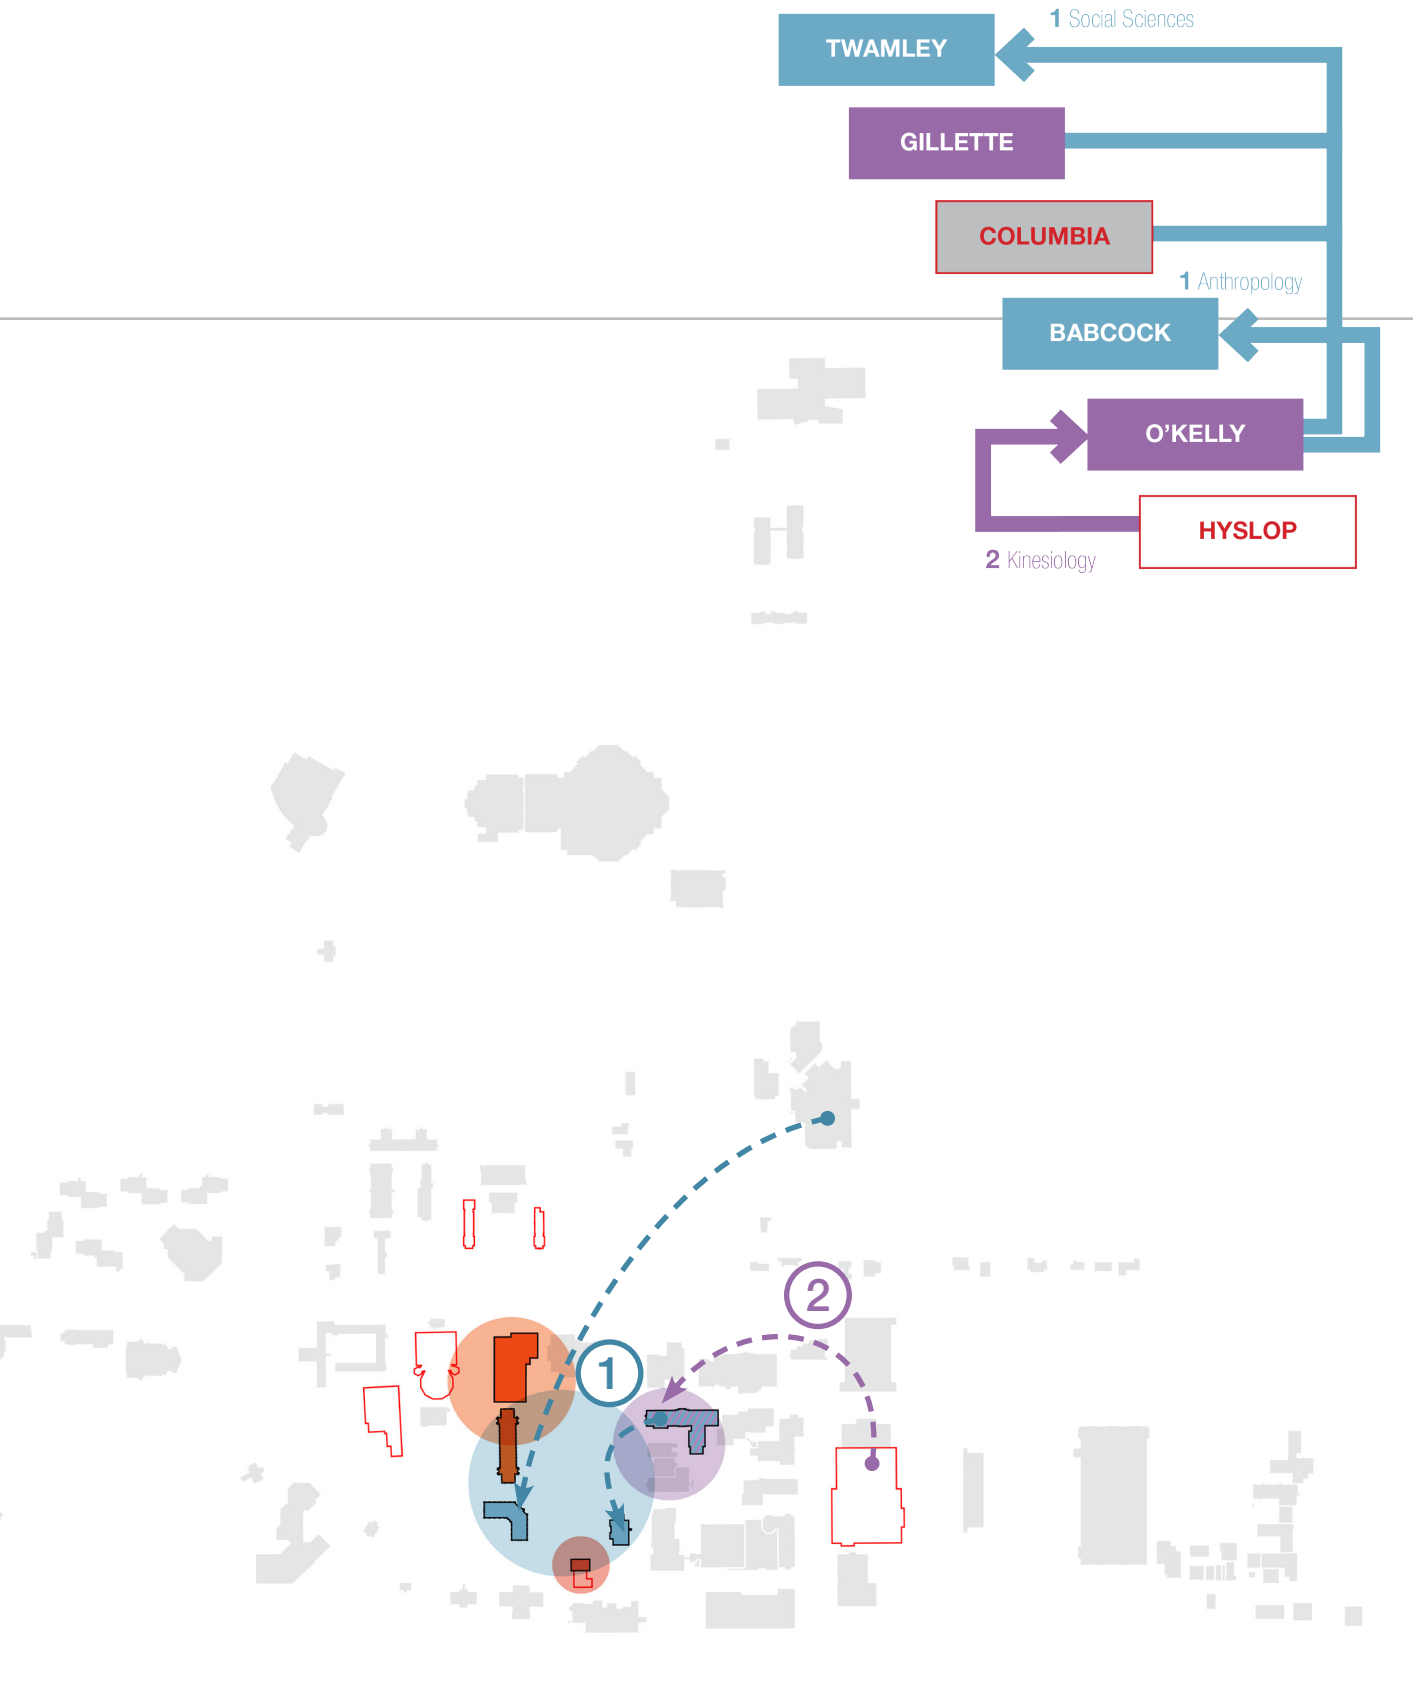 1 Social Sciences
TWAMLEY
GILLETTE
COLUMBIA
1 Anthropology
BABCOCK
O'KELLY
HYSLOP
2 Kinesiology
2
1